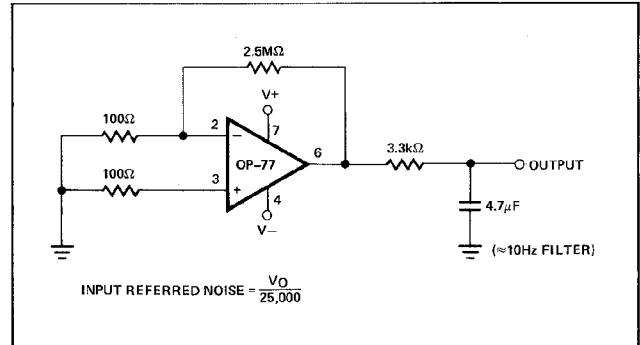 2.5MΩ
V+
100Ω
2
−
7
OP-77
6
3.3kΩ
OUTPUT
100Ω
3
+
4
V−
4.7μF
(≈10Hz FILTER)
INPUT REFERRED NOISE = VO
25,000